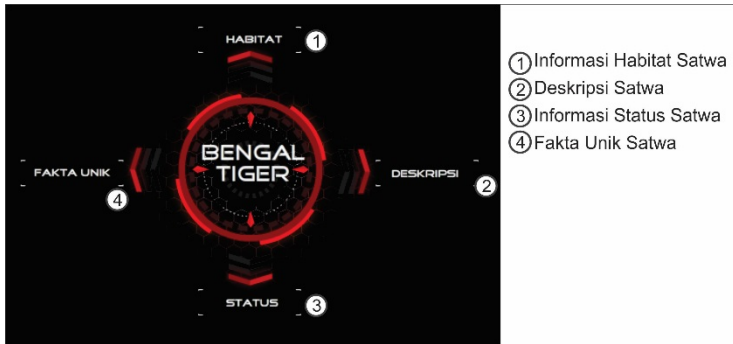 HABITAT
1
BENGAL
TIGER
FAKTA UNIK
4
DESKRIPSI
2
STATUS
3
1 Informasi Habitat Satwa
2 Deskripsi Satwa
3 Informasi Status Satwa
4 Fakta Unik Satwa